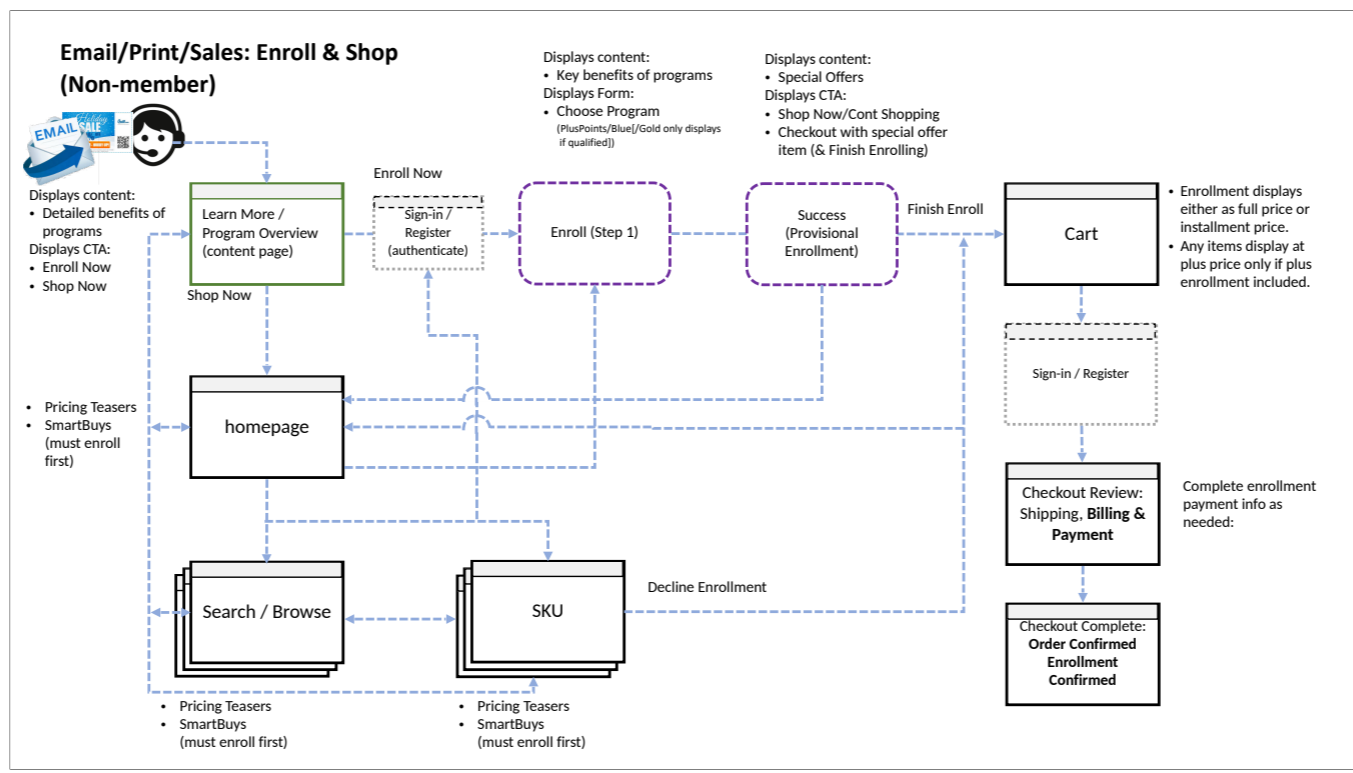 Email/Print/Sales: Enroll & Shop
(Non-member)
EMAIL
Holiday
SALE
Displays content:
• Key benefits of programs
Displays Form:
• Choose Program
(PlusPoints/Blue[/Gold only displays
if qualified])
Displays content:
• Special Offers
Displays CTA:
• Shop Now/Cont Shopping
• Checkout with special offer
item (& Finish Enrolling)
Displays content:
• Detailed benefits of
programs
Displays CTA:
• Enroll Now
• Shop Now
Learn More /
Program Overview
(content page)
Shop Now
Enroll Now
Sign-in /
Register
(authenticate)
Enroll (Step 1)
Success
(Provisional
Enrollment)
Finish Enroll
Cart
• Enrollment displays
either as full price or
installment price.
• Any items display at
plus price only if plus
enrollment included.
Sign-in / Register
• Pricing Teasers
• SmartBuys
(must enroll
first)
homepage
Checkout Review:
Shipping, Billing &
Payment
Complete enrollment
payment info as
needed:
Search / Browse
SKU
Decline Enrollment
Checkout Complete:
Order Confirmed
Enrollment
Confirmed
• Pricing Teasers
• SmartBuys
(must enroll first)
• Pricing Teasers
• SmartBuys
(must enroll first)